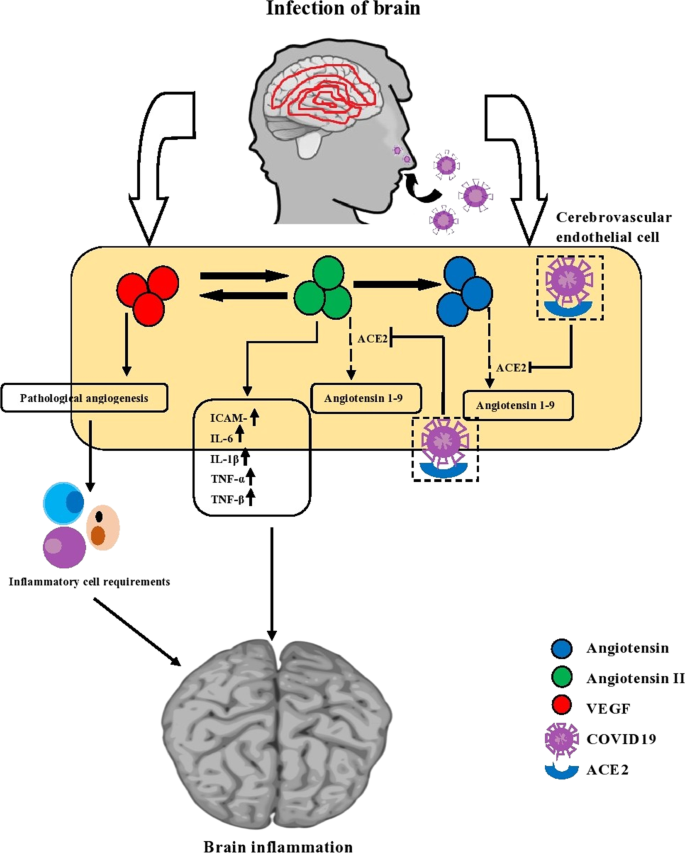 Infection of brain
Cerebrovascular
endothelial cell
ACE2
ACE2
Pathological angiogenesis
Angiotensin 1-9
Angiotensin 1-9
ICAM-
IL-6
IL-1β
TNF-α
TNF-β
Inflammatory cell requirements
Angiotensin
Angiotensin II
VEGF
COVID19
ACE2
Brain inflammation